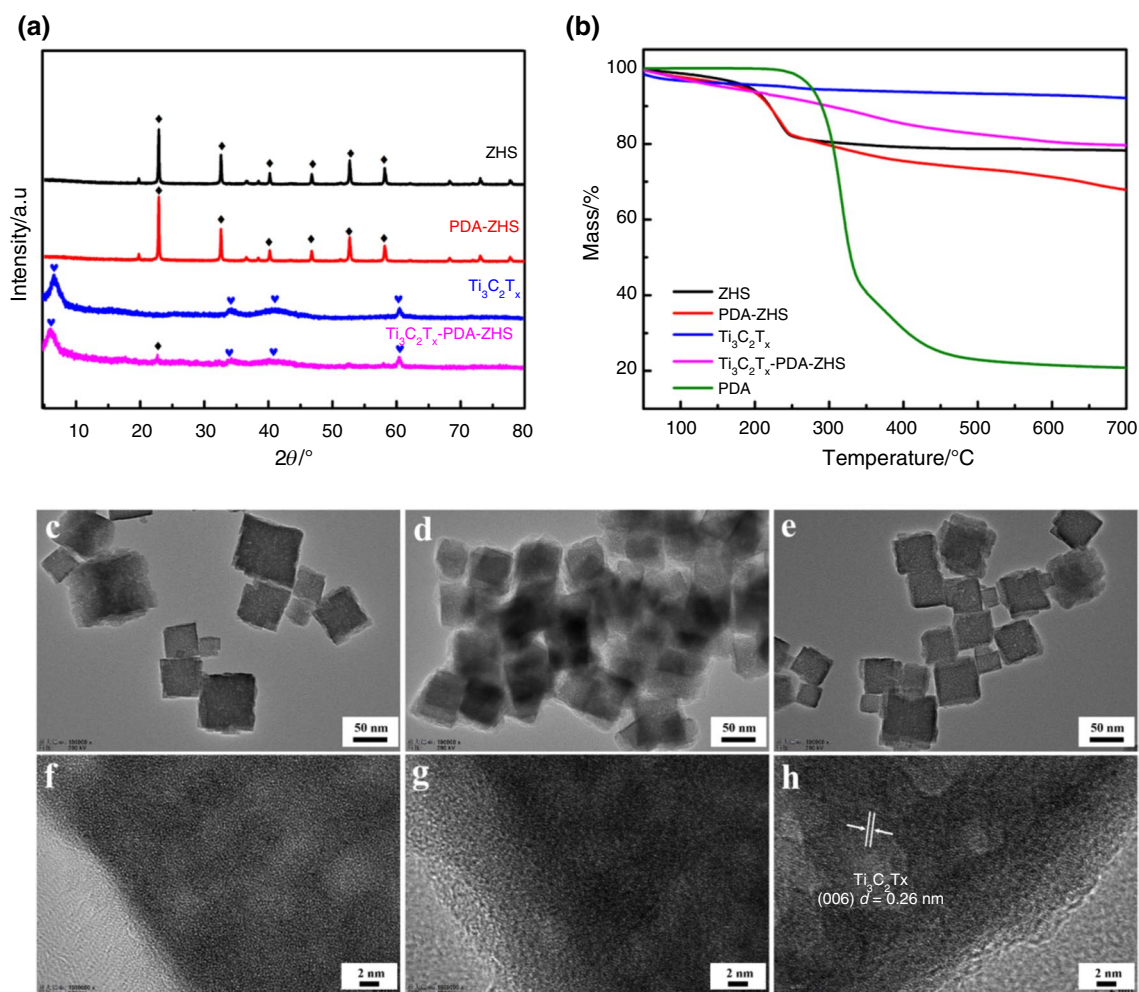 (a)
Intensity/a.u
ZHS
PDA-ZHS
Ti3C2Tx
Ti3C2Tx-PDA-ZHS
10 20 30 40 50 60 70 80
2θ/°
(b)
Mass/%
100
80
60
40
20
ZHS
PDA-ZHS
Ti3C2Tx
Ti3C2Tx-PDA-ZHS
PDA
100 200 300 400 500 600 700
Temperature/°C
c
50 nm
d
50 nm
e
50 nm
f
2 nm
g
2 nm
h
Ti3C2Tx
(006) d = 0.26 nm
2 nm